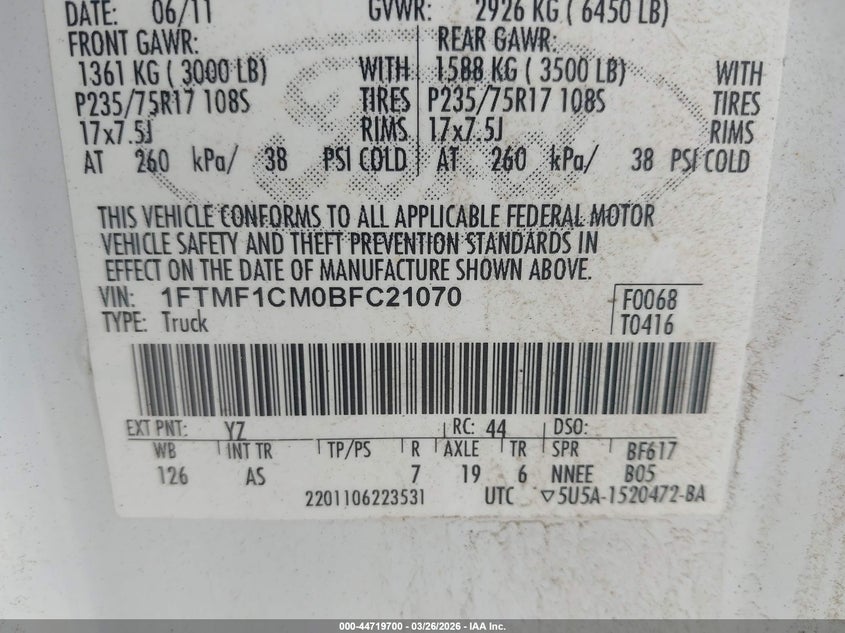 DATE: 06/11 GVWR: 2926 KG ( 6450 LB)
FRONT GAWR: REAR GAWR:
1361 KG ( 3000 LB) WITH 1588 KG ( 3500 LB) WITH
P235/75R17 108S TIRES P235/75R17 108S TIRES
17x7.5J RIMS 17x7.5J RIMS
AT 260 kPa/ 38 PSI COLD AT 260 kPa/ 38 PSI COLD
THIS VEHICLE CONFORMS TO ALL APPLICABLE FEDERAL MOTOR
VEHICLE SAFETY AND THEFT PREVENTION STANDARDS IN
EFFECT ON THE DATE OF MANUFACTURE SHOWN ABOVE.
VIN: 1FTMF1CM0BFC21070 F0068
TYPE: Truck T0416
EXT PNT: YZ RC: 44 DSO:
WB INT TR TP/PS R AXLE TR SPR BF617
126 AS 7 19 6 NNEE B05
2201106223531 UTC ▽5U5A-1520472-BA
000-44719700 — 03/26/2026 — IAA Inc.